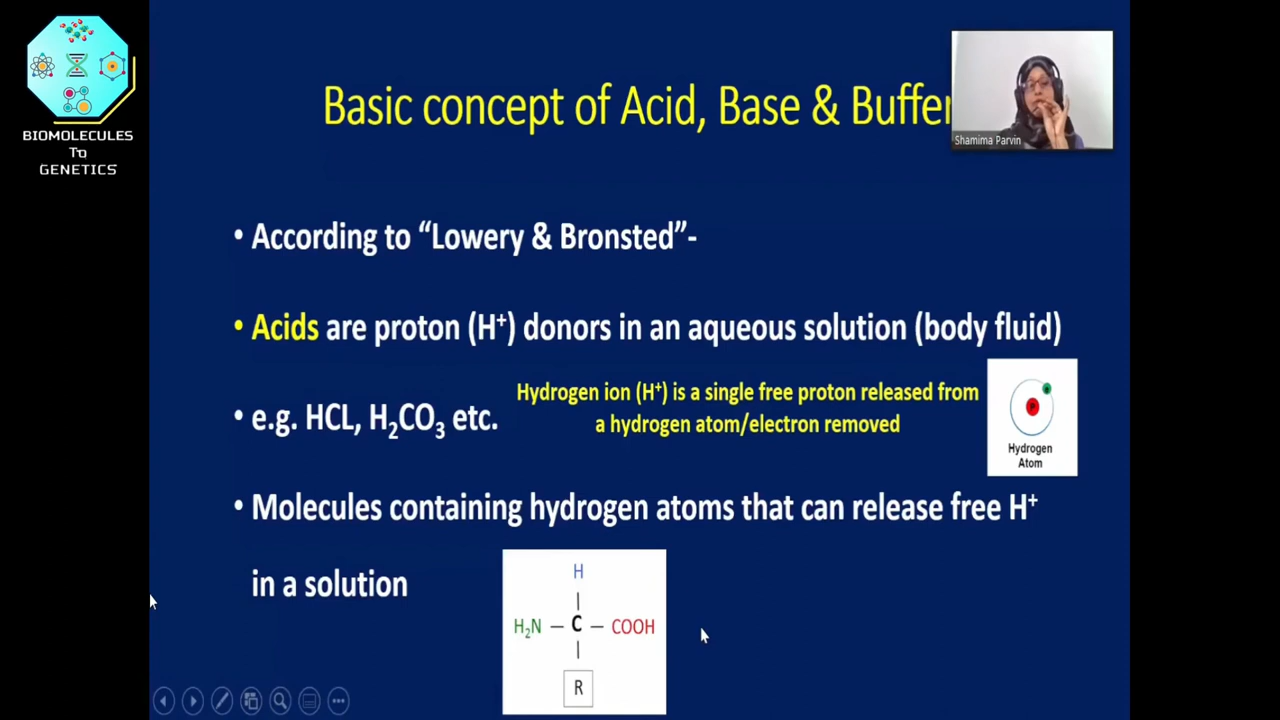 BIOMOLECULES
To
GENETICS
Basic concept of Acid, Base & Buffer
Shamima Parvin
• According to “Lowery & Bronsted”-
• Acids are proton (H⁺) donors in an aqueous solution (body fluid)
• e.g. HCL, H₂CO₃ etc.
Hydrogen ion (H⁺) is a single free proton released from
a hydrogen atom/electron removed
e
P
Hydrogen
Atom
• Molecules containing hydrogen atoms that can release free H⁺
in a solution
H
H₂N — C — COOH
R